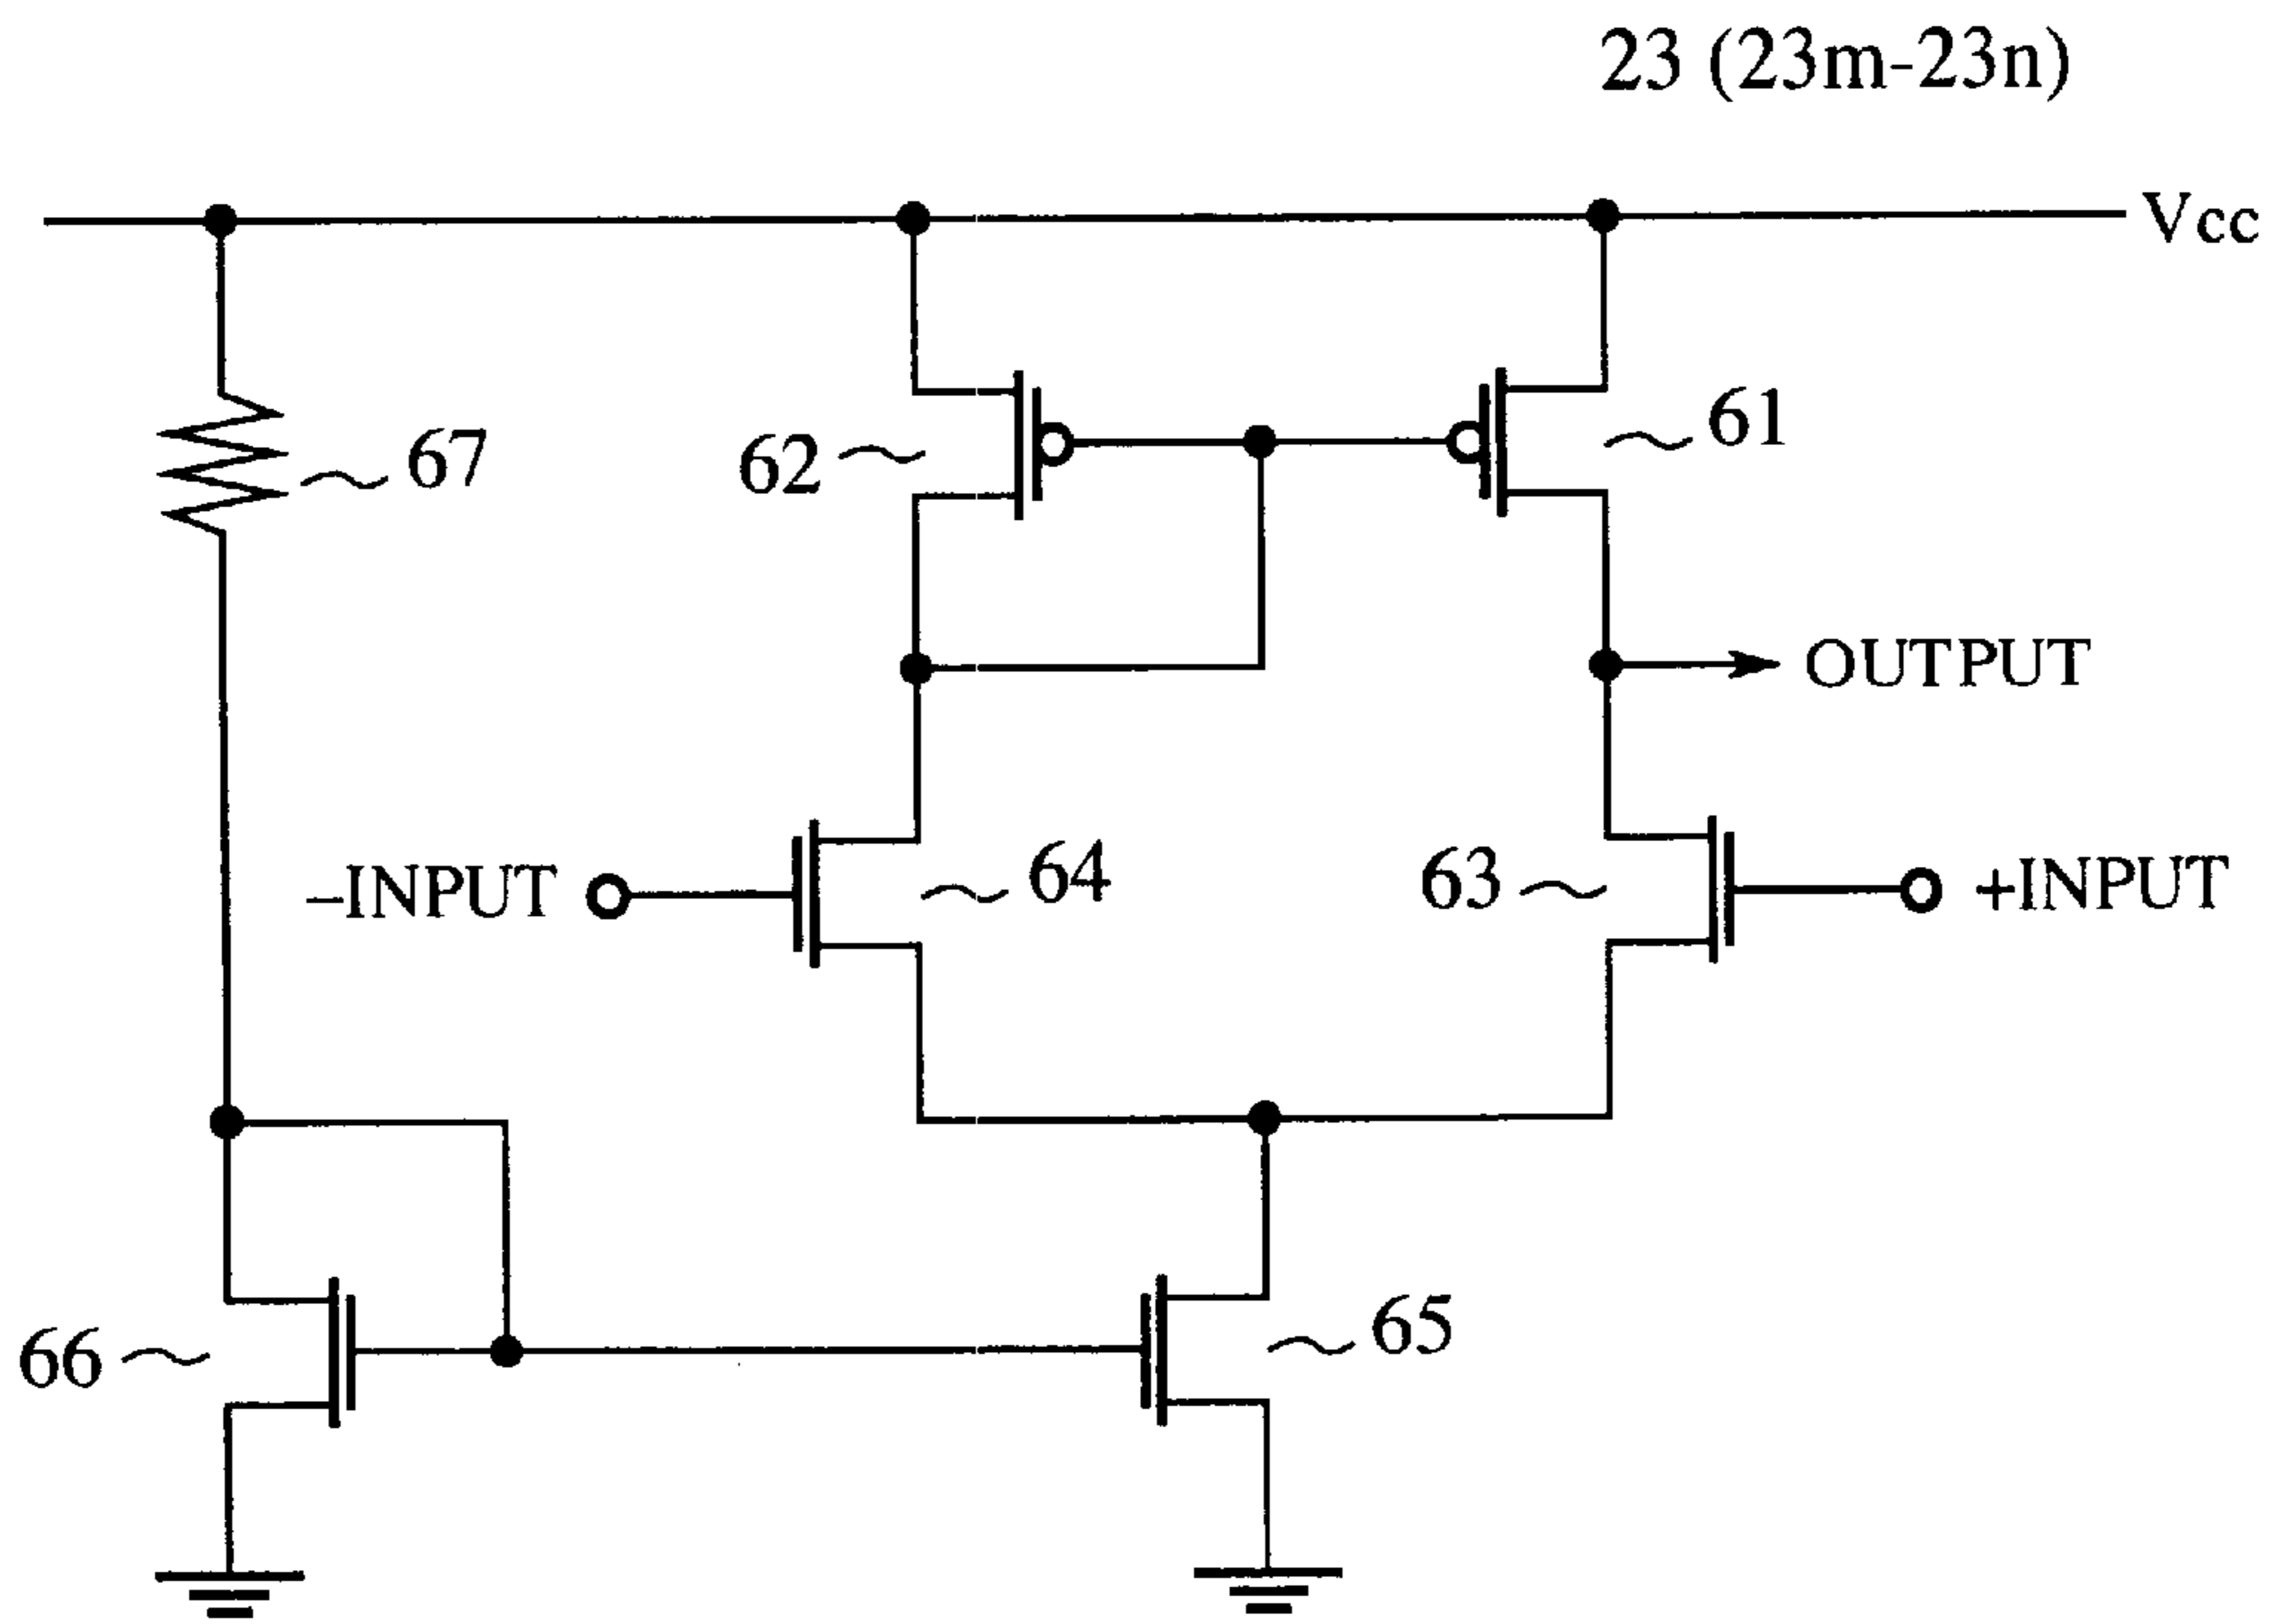 23 (23m-23n)
Vcc
67
62
61
OUTPUT
–INPUT
64
63
+INPUT
66
65